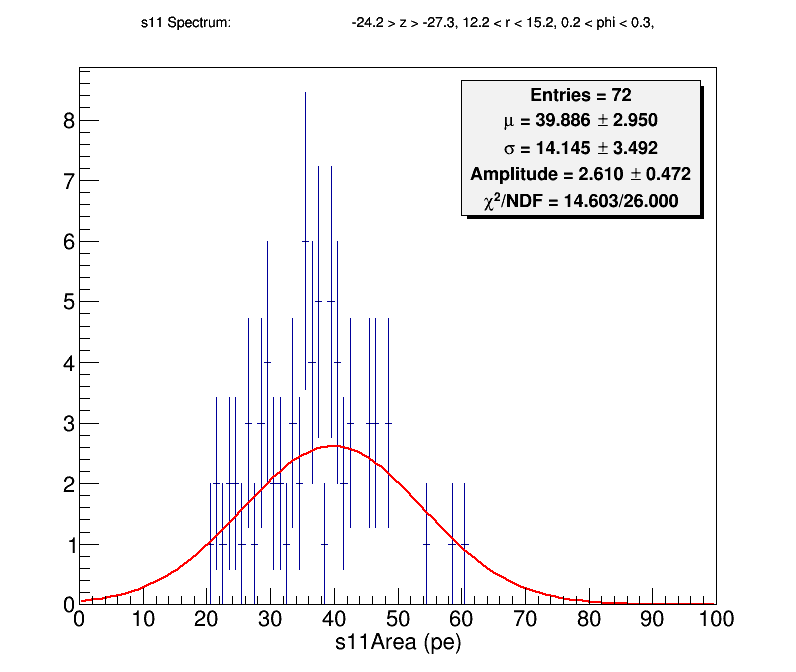 s11 Spectrum: -24.2 > z > -27.3, 12.2 < r < 15.2, 0.2 < phi < 0.3,
Entries = 72
μ = 39.886 ± 2.950
σ = 14.145 ± 3.492
Amplitude = 2.610 ± 0.472
χ²/NDF = 14.603/26.000
8
7
6
5
4
3
2
1
0
0 10 20 30 40 50 60 70 80 90 100
s11Area (pe)